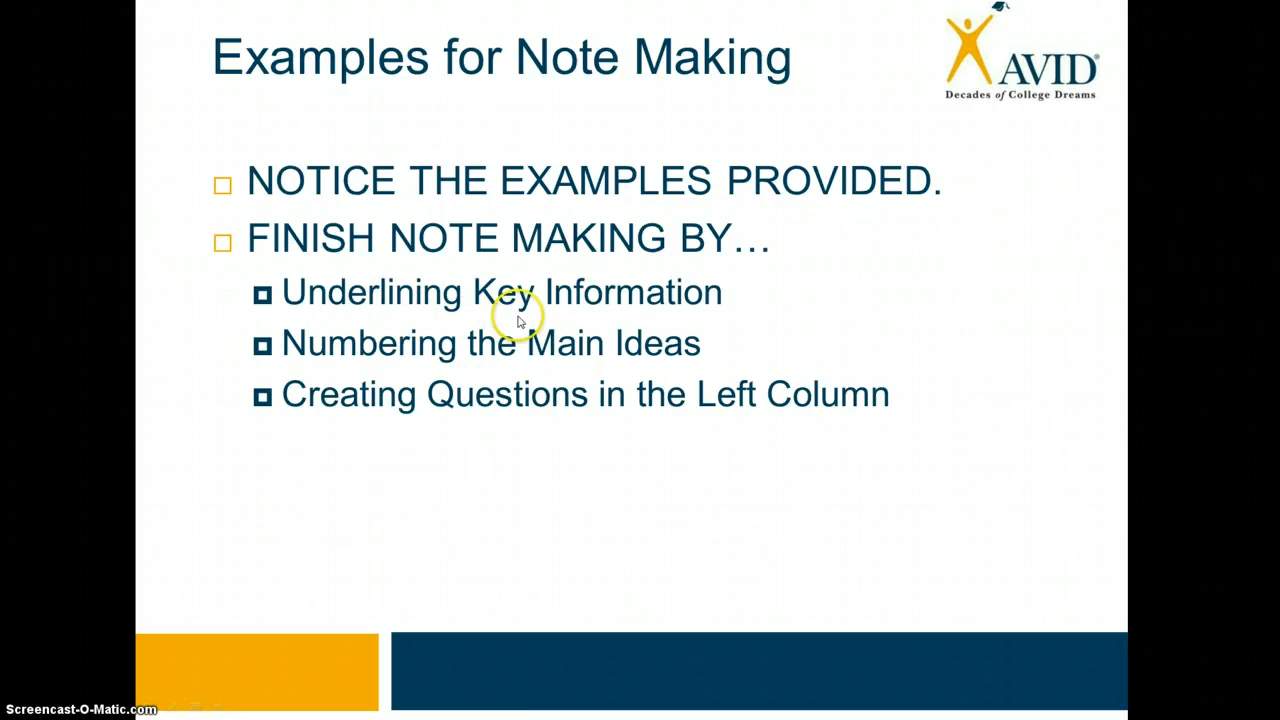 Examples for Note Making
AVID®
Decades of College Dreams
NOTICE THE EXAMPLES PROVIDED.
FINISH NOTE MAKING BY…
Underlining Key Information
Numbering the Main Ideas
Creating Questions in the Left Column
Screencast-O-Matic.com